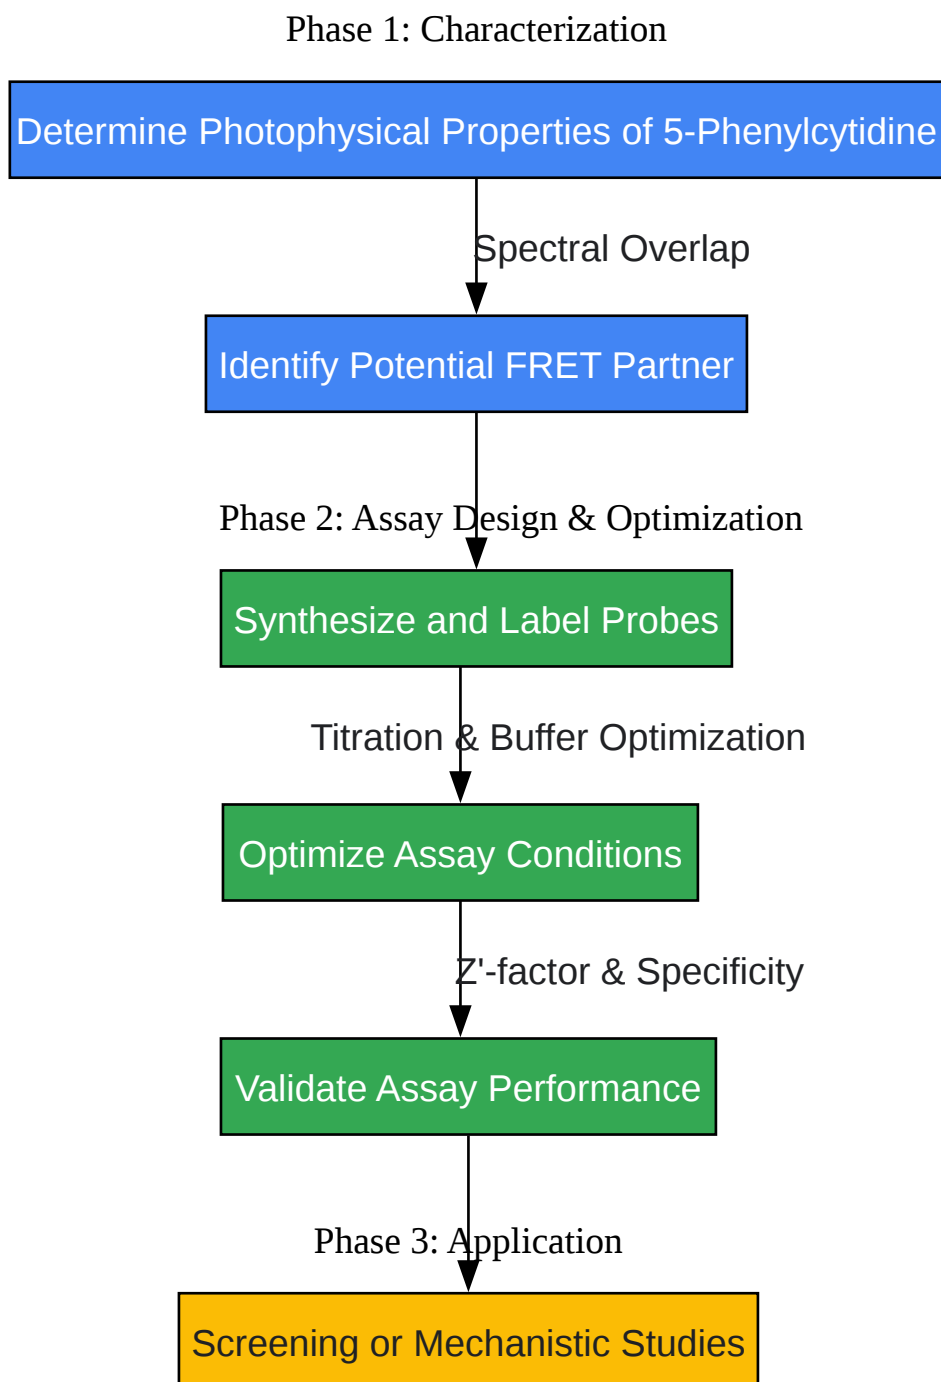 Phase 1: Characterization
Determine Photophysical Properties of 5-Phenylcytidine
Spectral Overlap
Identify Potential FRET Partner
Phase 2: Assay Design & Optimization
Synthesize and Label Probes
Titration & Buffer Optimization
Optimize Assay Conditions
Z'-factor & Specificity
Validate Assay Performance
Phase 3: Application
Screening or Mechanistic Studies